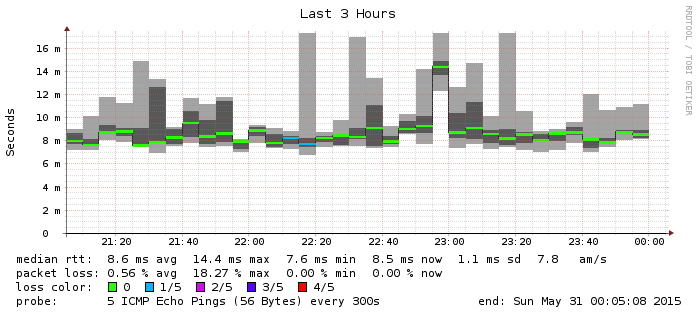 Last 3 Hours
RRDTOOL / TOBI OETIKER
Seconds
16 m
14 m
12 m
10 m
8 m
6 m
4 m
2 m
0
21:20 21:40 22:00 22:20 22:40 23:00 23:20 23:40 00:00
median rtt: 8.6 ms avg 14.4 ms max 7.6 ms min 8.5 ms now 1.1 ms sd 7.8 am/s
packet loss: 0.56 % avg 18.27 % max 0.00 % min 0.00 % now
loss color: 0 1/5 2/5 3/5 4/5
probe: 5 ICMP Echo Pings (56 Bytes) every 300s end: Sun May 31 00:05:08 2015